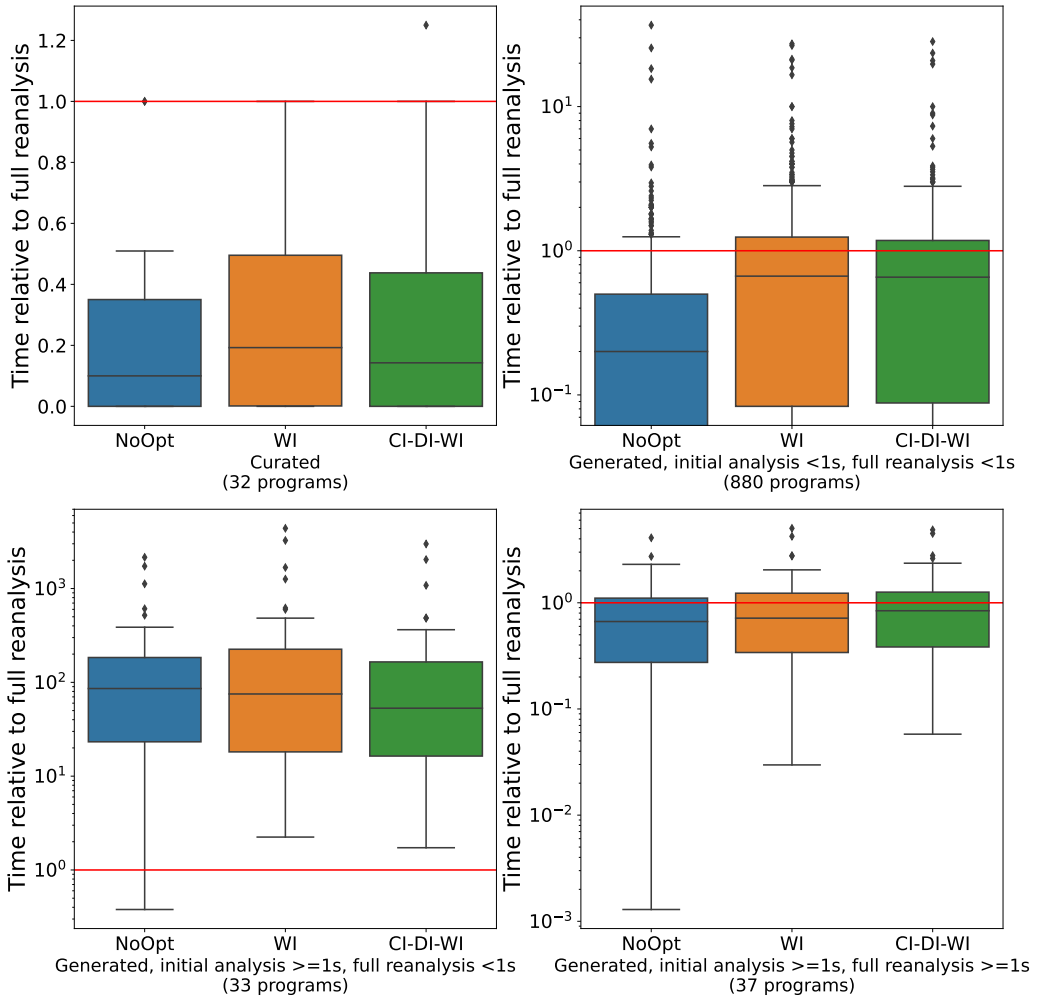 Time relative to full reanalysis
1.2
1.0
0.8
0.6
0.4
0.2
0.0
NoOpt WI CI-DI-WI
Curated
(32 programs)
Time relative to full reanalysis
10¹
10⁰
10⁻¹
NoOpt WI CI-DI-WI
Generated, initial analysis <1s, full reanalysis <1s
(880 programs)
Time relative to full reanalysis
10³
10²
10¹
10⁰
NoOpt WI CI-DI-WI
Generated, initial analysis >=1s, full reanalysis <1s
(33 programs)
Time relative to full reanalysis
10⁰
10⁻¹
10⁻²
10⁻³
NoOpt WI CI-DI-WI
Generated, initial analysis >=1s, full reanalysis >=1s
(37 programs)